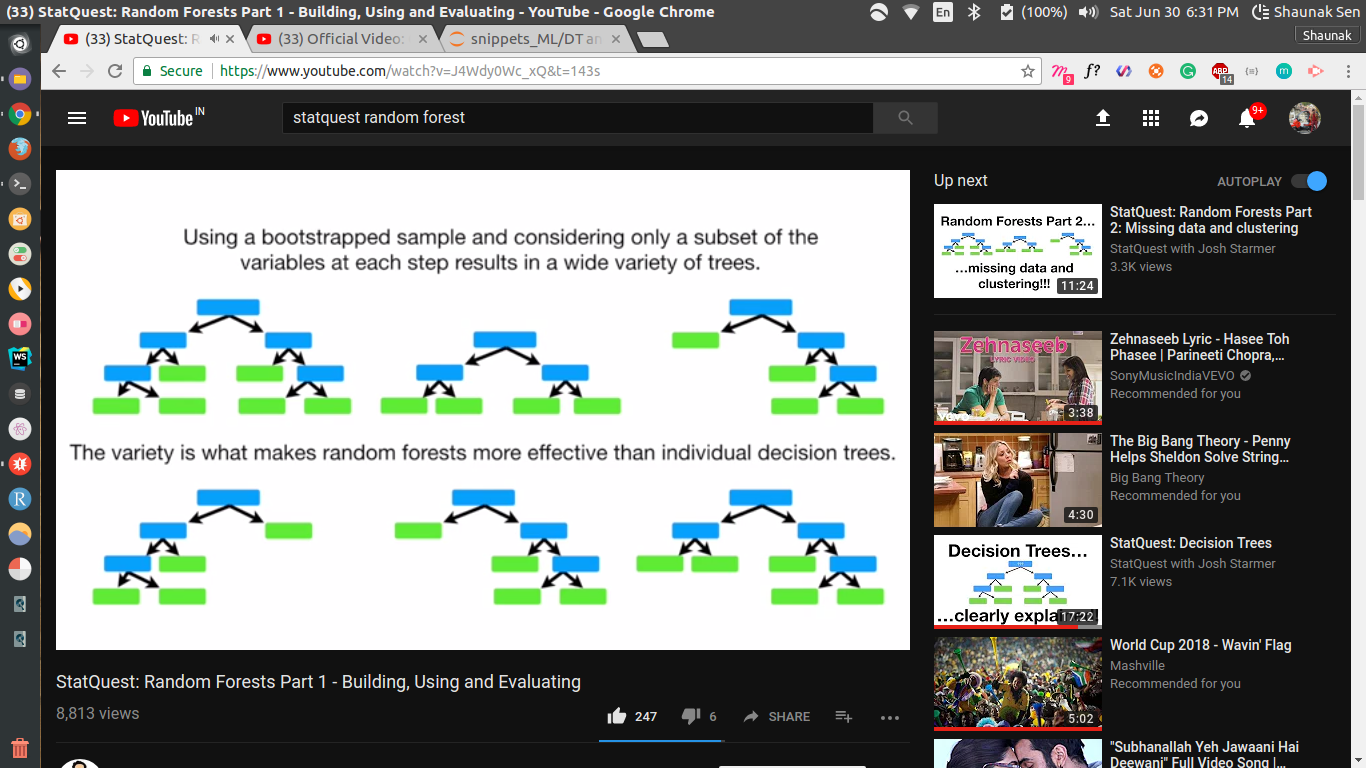 (33) StatQuest: Random Forests Part 1 - Building, Using and Evaluating - YouTube - Google Chrome
En
(100%)
Sat Jun 30 6:31 PM
Shaunak Sen
(33) StatQuest: R
(33) Official Video:
snippets_ML/DT an
Shaunak
Secure
https://www.youtube.com/watch?v=J4Wdy0Wc_xQ&t=143s
9
f?
ABP
14
m
YouTube IN
statquest random forest
9+
Using a bootstrapped sample and considering only a subset of the
variables at each step results in a wide variety of trees.
The variety is what makes random forests more effective than individual decision trees.
StatQuest: Random Forests Part 1 - Building, Using and Evaluating
8,813 views
247
6
SHARE
Up next
AUTOPLAY
Random Forests Part 2...
...missing data and
clustering!!!
11:24
StatQuest: Random Forests Part
2: Missing data and clustering
StatQuest with Josh Starmer
3.3K views
Zehnaseeb
LYRIC VIDEO
vevo
3:38
Zehnaseeb Lyric - Hasee Toh
Phasee | Parineeti Chopra,...
SonyMusicIndiaVEVO
Recommended for you
4:30
The Big Bang Theory - Penny
Helps Sheldon Solve String...
Big Bang Theory
Recommended for you
Decision Trees...
...clearly expla
17:22
StatQuest: Decision Trees
StatQuest with Josh Starmer
7.1K views
5:02
World Cup 2018 - Wavin' Flag
Mashville
Recommended for you
"Subhanallah Yeh Jawaani Hai
Deewani" Full Video Song |...
WS
R